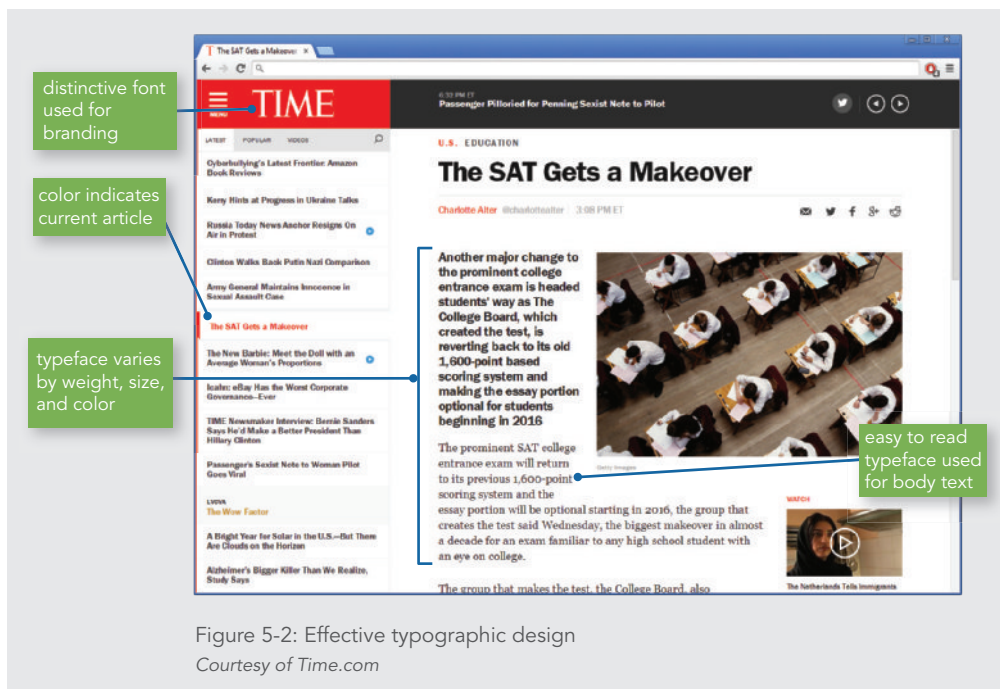 The SAT Gets a Makeover
distinctive font
used for
branding
MENU
TIME
6:33 PM ET
Passenger Pilloried for Penning Sexist Note to Pilot
LATEST POPULAR VIDEOS
Cyberbullying's Latest Frontier: Amazon
Book Reviews
Kerry Hints at Progress in Ukraine Talks
Russia Today News Anchor Resigns On
Air in Protest
Clinton Walks Back Putin Nazi Comparison
Army General Maintains Innocence in
Sexual Assault Case
color indicates
current article
The SAT Gets a Makeover
The New Barbie: Meet the Doll with an
Average Woman's Proportions
typeface varies
by weight, size,
and color
Icahn: eBay Has the Worst Corporate
Governance–Ever
TIME Newsmaker Interview: Bernie Sanders
Says He'd Make a Better President Than
Hillary Clinton
Passenger's Sexist Note to Woman Pilot
Goes Viral
The Wow Factor
A Bright Year for Solar in the U.S.—But There
Are Clouds on the Horizon
Alzheimer's Bigger Killer Than We Realize,
Study Says
U.S. EDUCATION
The SAT Gets a Makeover
Charlotte Alter @charlottealter 3:08 PM ET
Another major change to
the prominent college
entrance exam is headed
students' way as The
College Board, which
created the test, is
reverting back to its old
1,600-point based
scoring system and
making the essay portion
optional for students
beginning in 2016
Getty Images
The prominent SAT college
entrance exam will return
to its previous 1,600-point
scoring system and the
essay portion will be optional starting in 2016, the group that
creates the test said Wednesday, the biggest makeover in almost
a decade for an exam familiar to any high school student with
an eye on college.
The group that makes the test, the College Board, also
easy to read
typeface used
for body text
WATCH
The Netherlands Tells Immigrants
Figure 5-2: Effective typographic design
Courtesy of Time.com